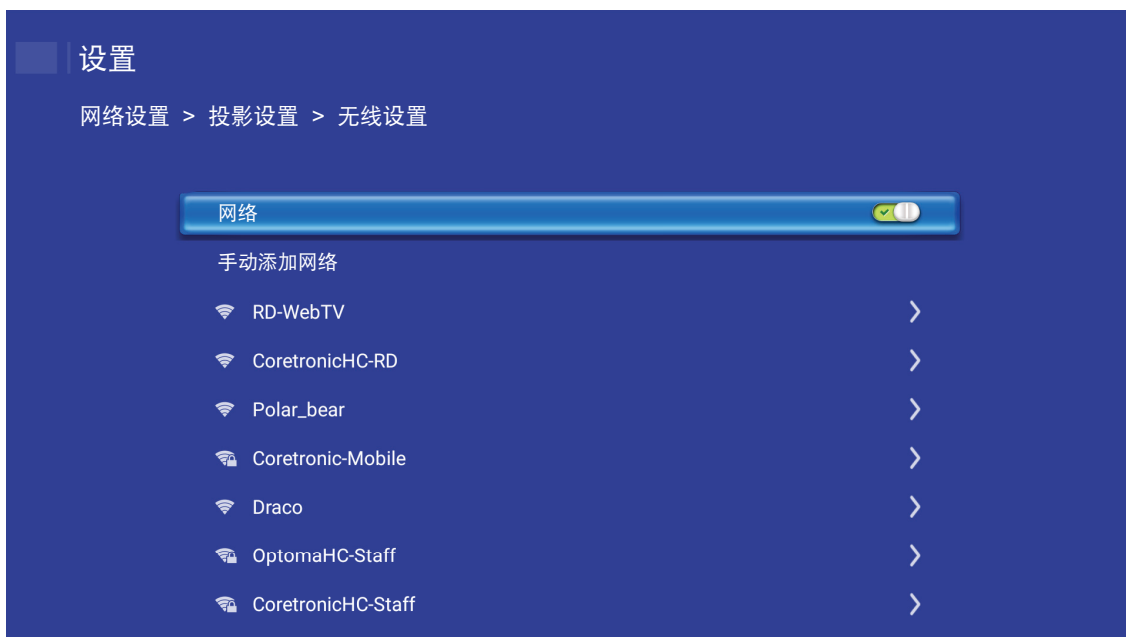 设置
网络设置 > 投影设置 > 无线设置
网络
手动添加网络
RD-WebTV
CoretronicHC-RD
Polar_bear
Coretronic-Mobile
Draco
OptomaHC-Staff
CoretronicHC-Staff